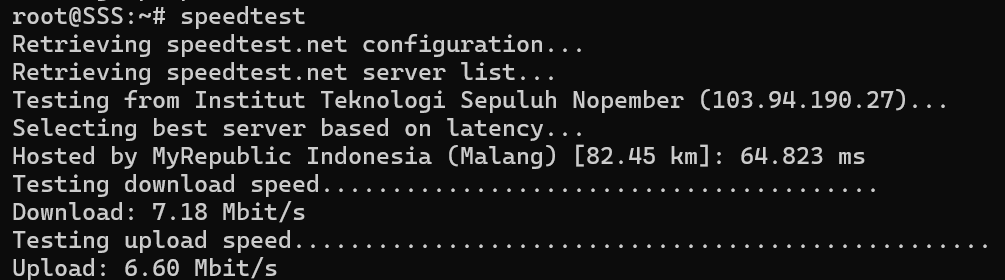 root@SSS:~# speedtest
Retrieving speedtest.net configuration...
Retrieving speedtest.net server list...
Testing from Institut Teknologi Sepuluh Nopember (103.94.190.27)...
Selecting best server based on latency...
Hosted by MyRepublic Indonesia (Malang) [82.45 km]: 64.823 ms
Testing download speed........................................
Download: 7.18 Mbit/s
Testing upload speed..................................................
Upload: 6.60 Mbit/s